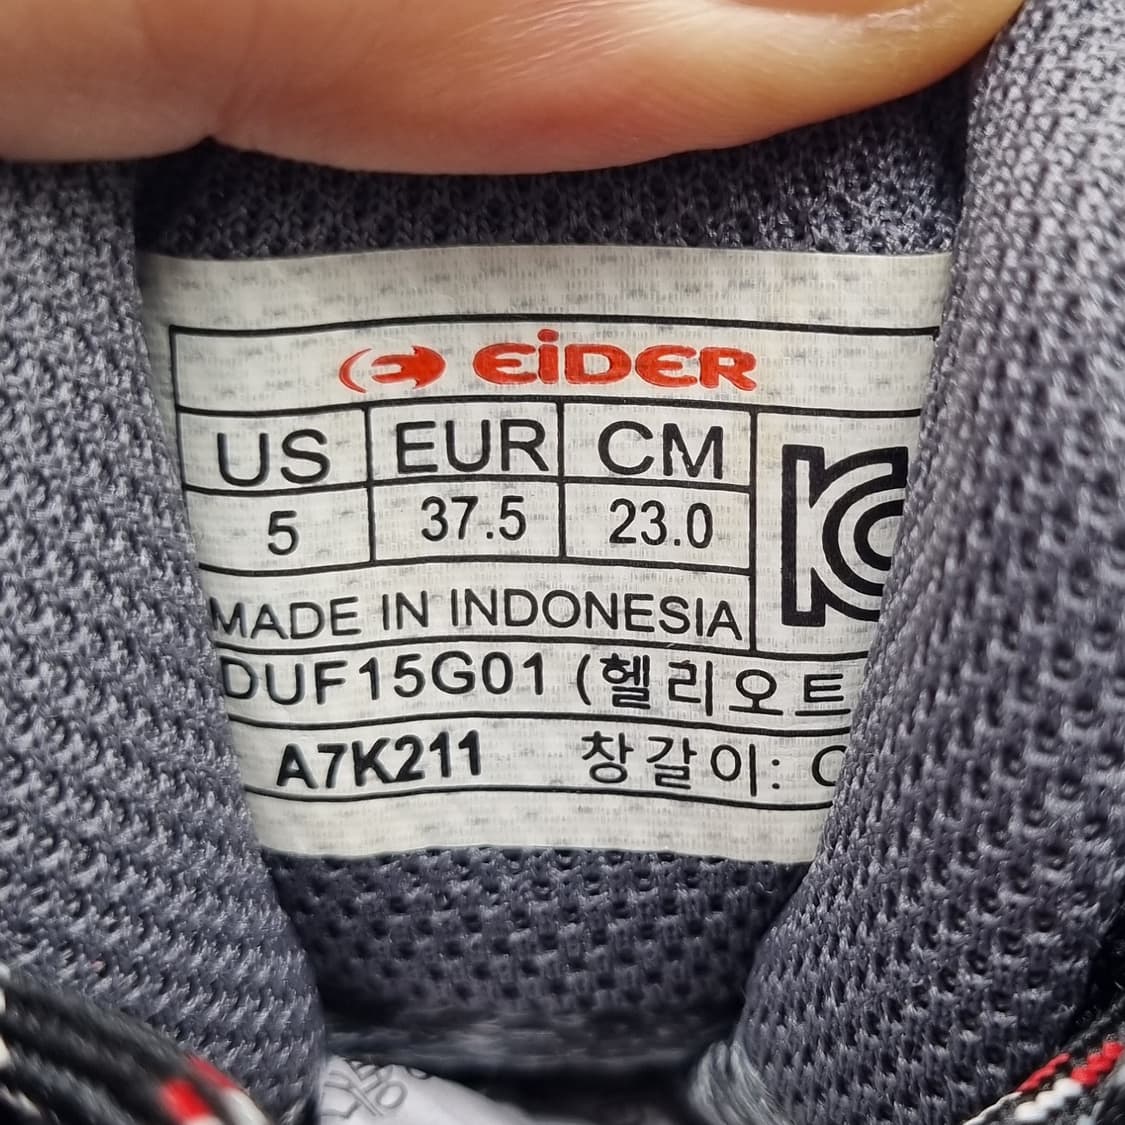 EiDER
US EUR CM
5 37.5 23.0
MADE IN INDONESIA
DUF15G01 (헬리오트
A7K211 창갈이: